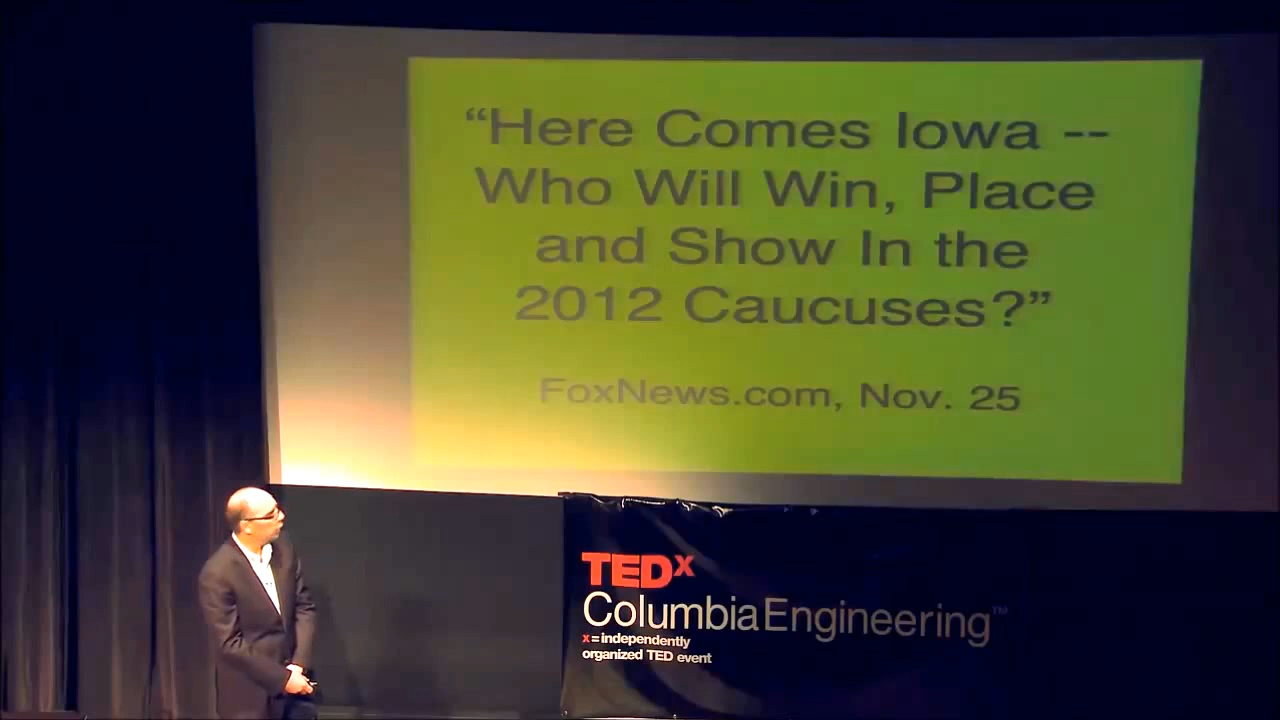 “Here Comes Iowa --
Who Will Win, Place
and Show In the
2012 Caucuses?”
FoxNews.com, Nov. 25
TEDx
ColumbiaEngineering™
x = independently
organized TED event